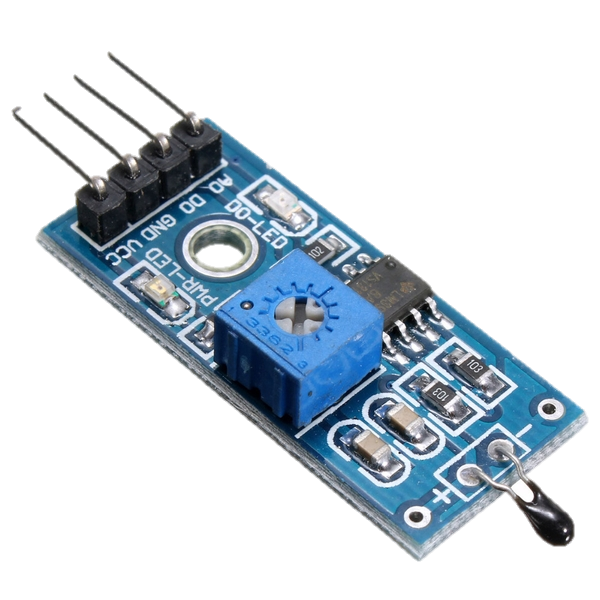 AO DO GND VCC
DO-LED
PWR-LED
102
3362
103
103
+
-